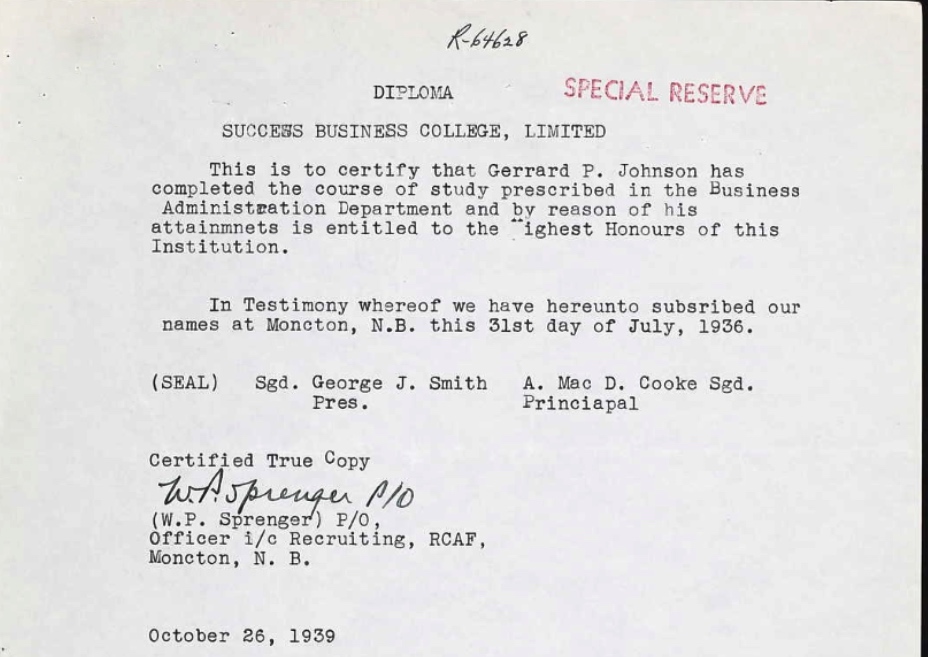 R-64628
DIPLOMA SPECIAL RESERVE
SUCCESS BUSINESS COLLEGE, LIMITED
This is to certify that Gerrard P. Johnson has
completed the course of study prescribed in the Business
Administration Department and by reason of his
attainmnets is entitled to the Highest Honours of this
Institution.
In Testimony whereof we have hereunto subsribed our
names at Moncton, N.B. this 31st day of July, 1936.
(SEAL) Sgd. George J. Smith A. Mac D. Cooke Sgd.
Pres. Princiapal
Certified True Copy
W.P. Sprenger P/O
(W.P. Sprenger) P/O,
Officer i/c Recruiting, RCAF,
Moncton, N. B.
October 26, 1939